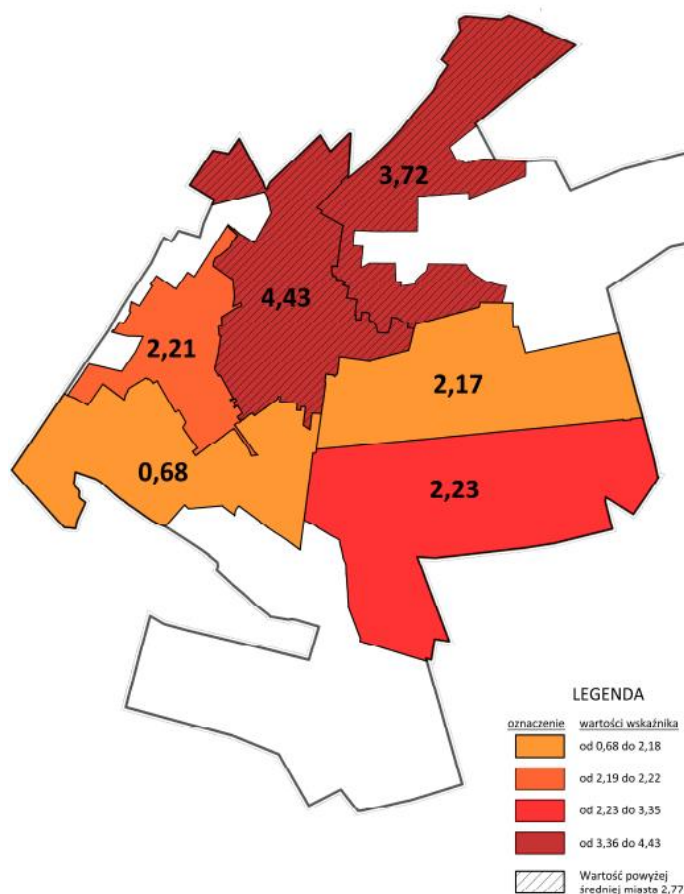 3,72
4,43
2,21
2,17
0,68
2,23
LEGENDA
oznaczenie wartości wskaźnika
od 0,68 do 2,18
od 2,19 do 2,22
od 2,23 do 3,35
od 3,36 do 4,43
Wartość powyżej
średniej miasta 2,77